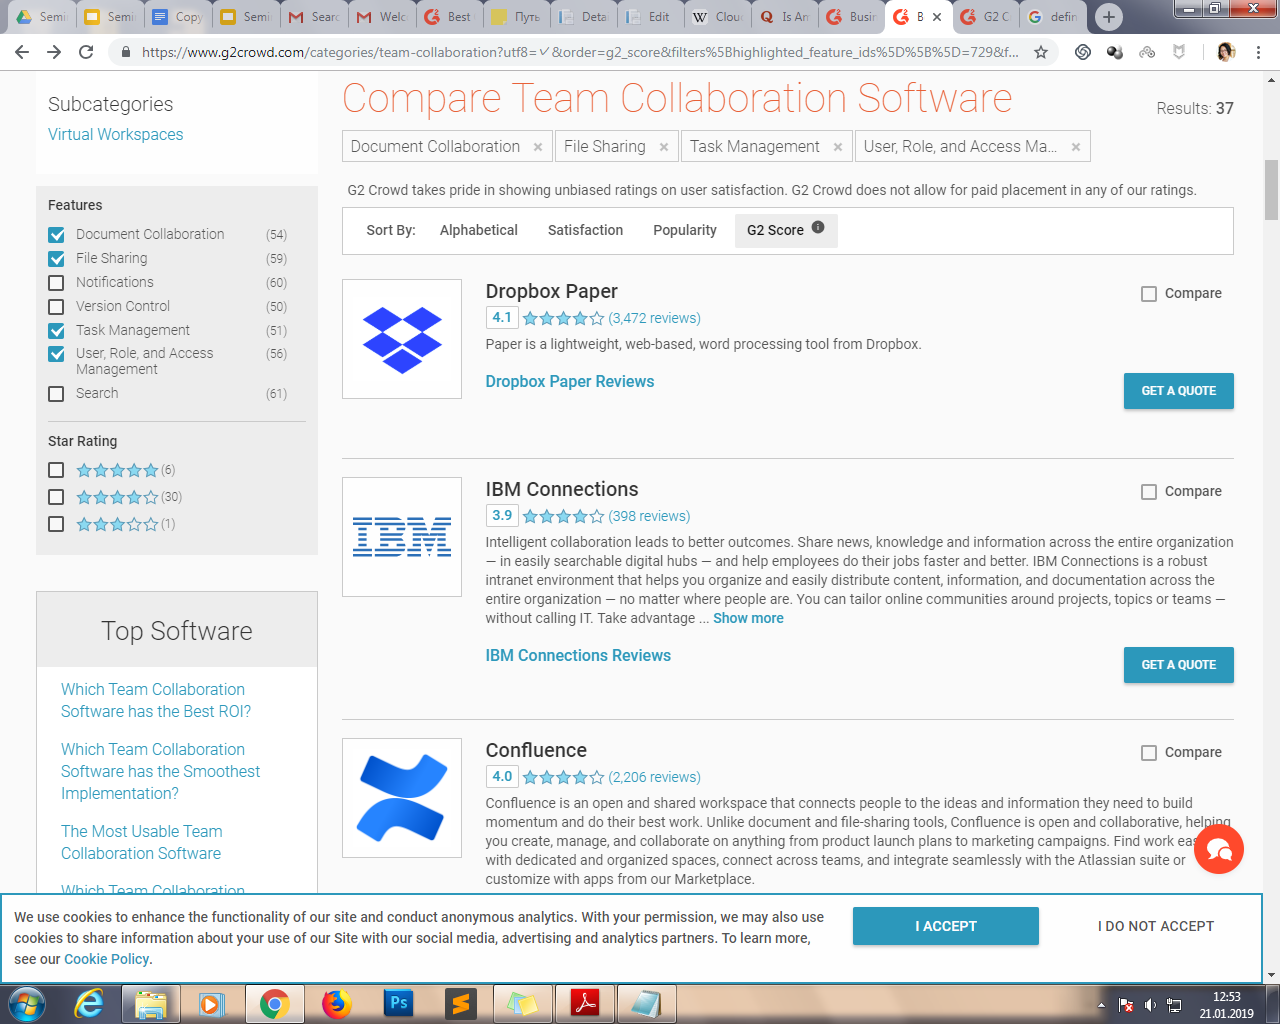 Semi
Semi
Copy
Semi
Searc
Welc
Best
Путь
Deta
Edit
Clou
Is An
Busin
B
G2 C
defin
https://www.g2crowd.com/categories/team-collaboration?utf8=✓&order=g2_score&filters%5Bhighlighted_feature_ids%5D%5B%5D=729&f...
Subcategories
Virtual Workspaces
Features
Document Collaboration (54)
File Sharing (59)
Notifications (60)
Version Control (50)
Task Management (51)
User, Role, and Access (56)
Management
Search (61)
Star Rating
(6)
(30)
(1)
Top Software
Which Team Collaboration
Software has the Best ROI?
Which Team Collaboration
Software has the Smoothest
Implementation?
The Most Usable Team
Collaboration Software
Which Team Collaboration
Compare Team Collaboration Software
Results: 37
Document Collaboration ×
File Sharing ×
Task Management ×
User, Role, and Access Ma... ×
G2 Crowd takes pride in showing unbiased ratings on user satisfaction. G2 Crowd does not allow for paid placement in any of our ratings.
Sort By: Alphabetical Satisfaction Popularity G2 Score
Dropbox Paper
Compare
4.1 (3,472 reviews)
Paper is a lightweight, web-based, word processing tool from Dropbox.
Dropbox Paper Reviews
GET A QUOTE
IBM
IBM Connections
Compare
3.9 (398 reviews)
Intelligent collaboration leads to better outcomes. Share news, knowledge and information across the entire organization
— in easily searchable digital hubs — and help employees do their jobs faster and better. IBM Connections is a robust
intranet environment that helps you organize and easily distribute content, information, and documentation across the
entire organization — no matter where people are. You can tailor online communities around projects, topics or teams —
without calling IT. Take advantage ... Show more
IBM Connections Reviews
GET A QUOTE
Confluence
Compare
4.0 (2,206 reviews)
Confluence is an open and shared workspace that connects people to the ideas and information they need to build
momentum and do their best work. Unlike document and file-sharing tools, Confluence is open and collaborative, helping
you create, manage, and collaborate on anything from product launch plans to marketing campaigns. Find work eas
with dedicated and organized spaces, connect across teams, and integrate seamlessly with the Atlassian suite or
customize with apps from our Marketplace.
We use cookies to enhance the functionality of our site and conduct anonymous analytics. With your permission, we may also use
cookies to share information about your use of our Site with our social media, advertising and analytics partners. To learn more,
see our Cookie Policy.
I ACCEPT
I DO NOT ACCEPT
Ps
12:53
21.01.2019